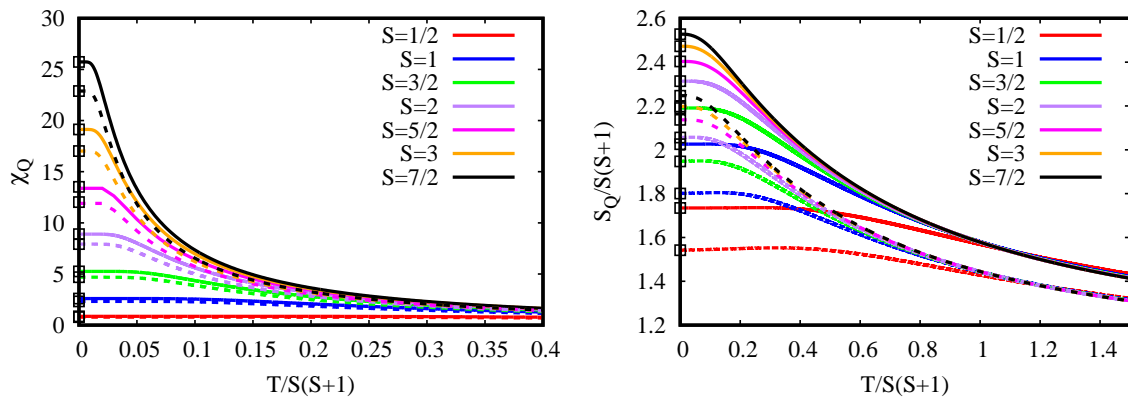 χQ
30
25
20
15
10
5
0
0
0.05
0.1
0.15
0.2
0.25
0.3
0.35
0.4
T/S(S+1)
S=1/2
S=1
S=3/2
S=2
S=5/2
S=3
S=7/2
SQ/S(S+1)
2.6
2.4
2.2
2
1.8
1.6
1.4
1.2
0
0.2
0.4
0.6
0.8
1
1.2
1.4
T/S(S+1)
S=1/2
S=1
S=3/2
S=2
S=5/2
S=3
S=7/2